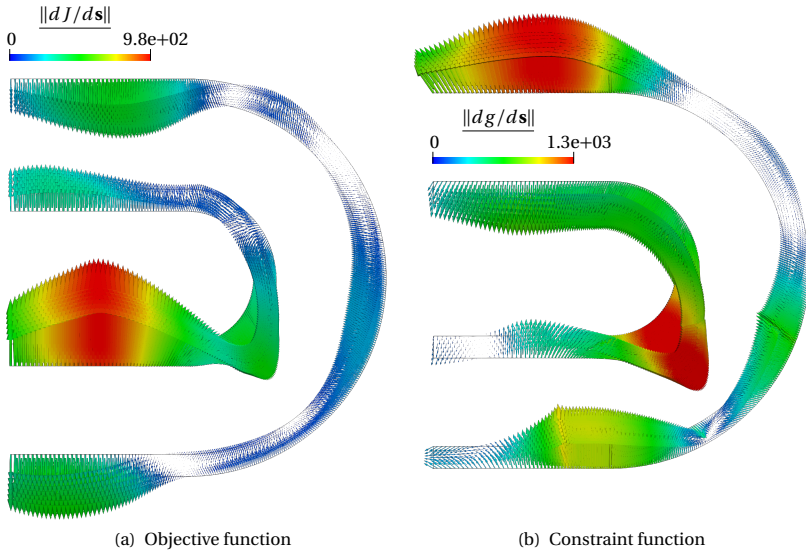 ‖dJ/ds‖
0 9.8e+02
‖dg/ds‖
0 1.3e+03
(a) Objective function
(b) Constraint function